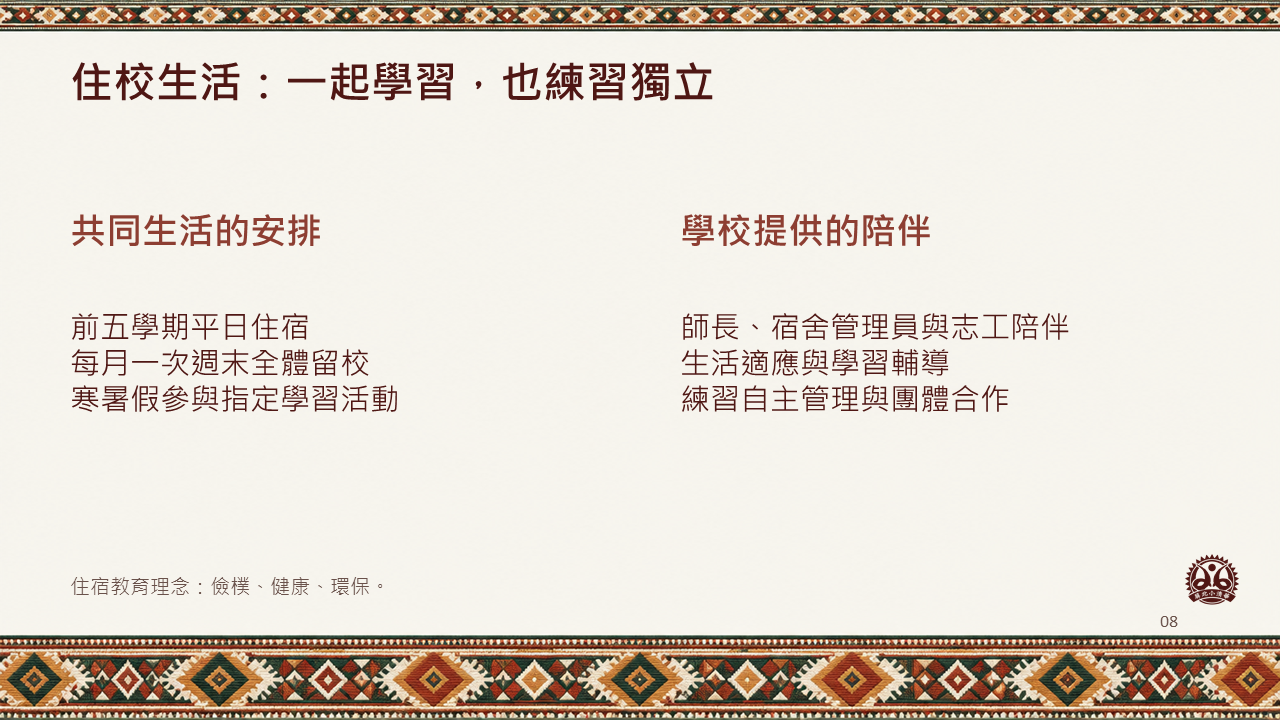 住校生活：一起學習，也練習獨立
共同生活的安排
前五學期平日住宿
每月一次週末全體留校
寒暑假參與指定學習活動
學校提供的陪伴
師長、宿舍管理員與志工陪伴
生活適應與學習輔導
練習自主管理與團體合作
住宿教育理念：儉樸、健康、環保。
08